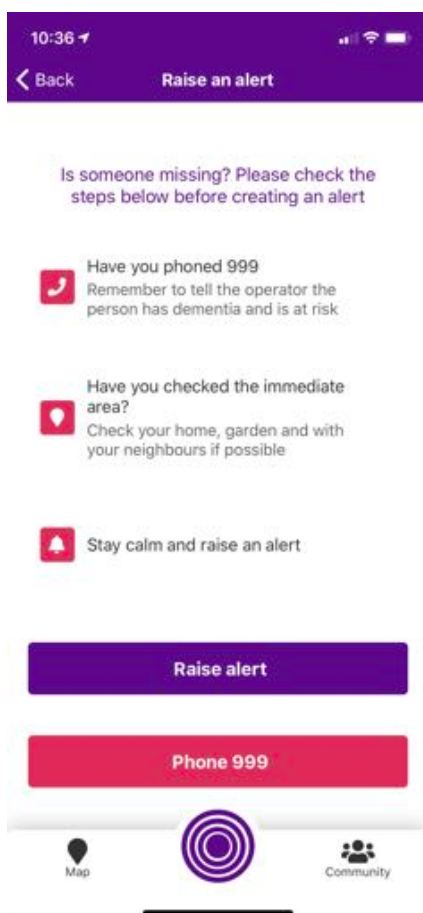 10:36
Back
Raise an alert
Is someone missing? Please check the
steps below before creating an alert
Have you phoned 999
Remember to tell the operator the
person has dementia and is at risk
Have you checked the immediate
area?
Check your home, garden and with
your neighbours if possible
Stay calm and raise an alert
Raise alert
Phone 999
Map
Community